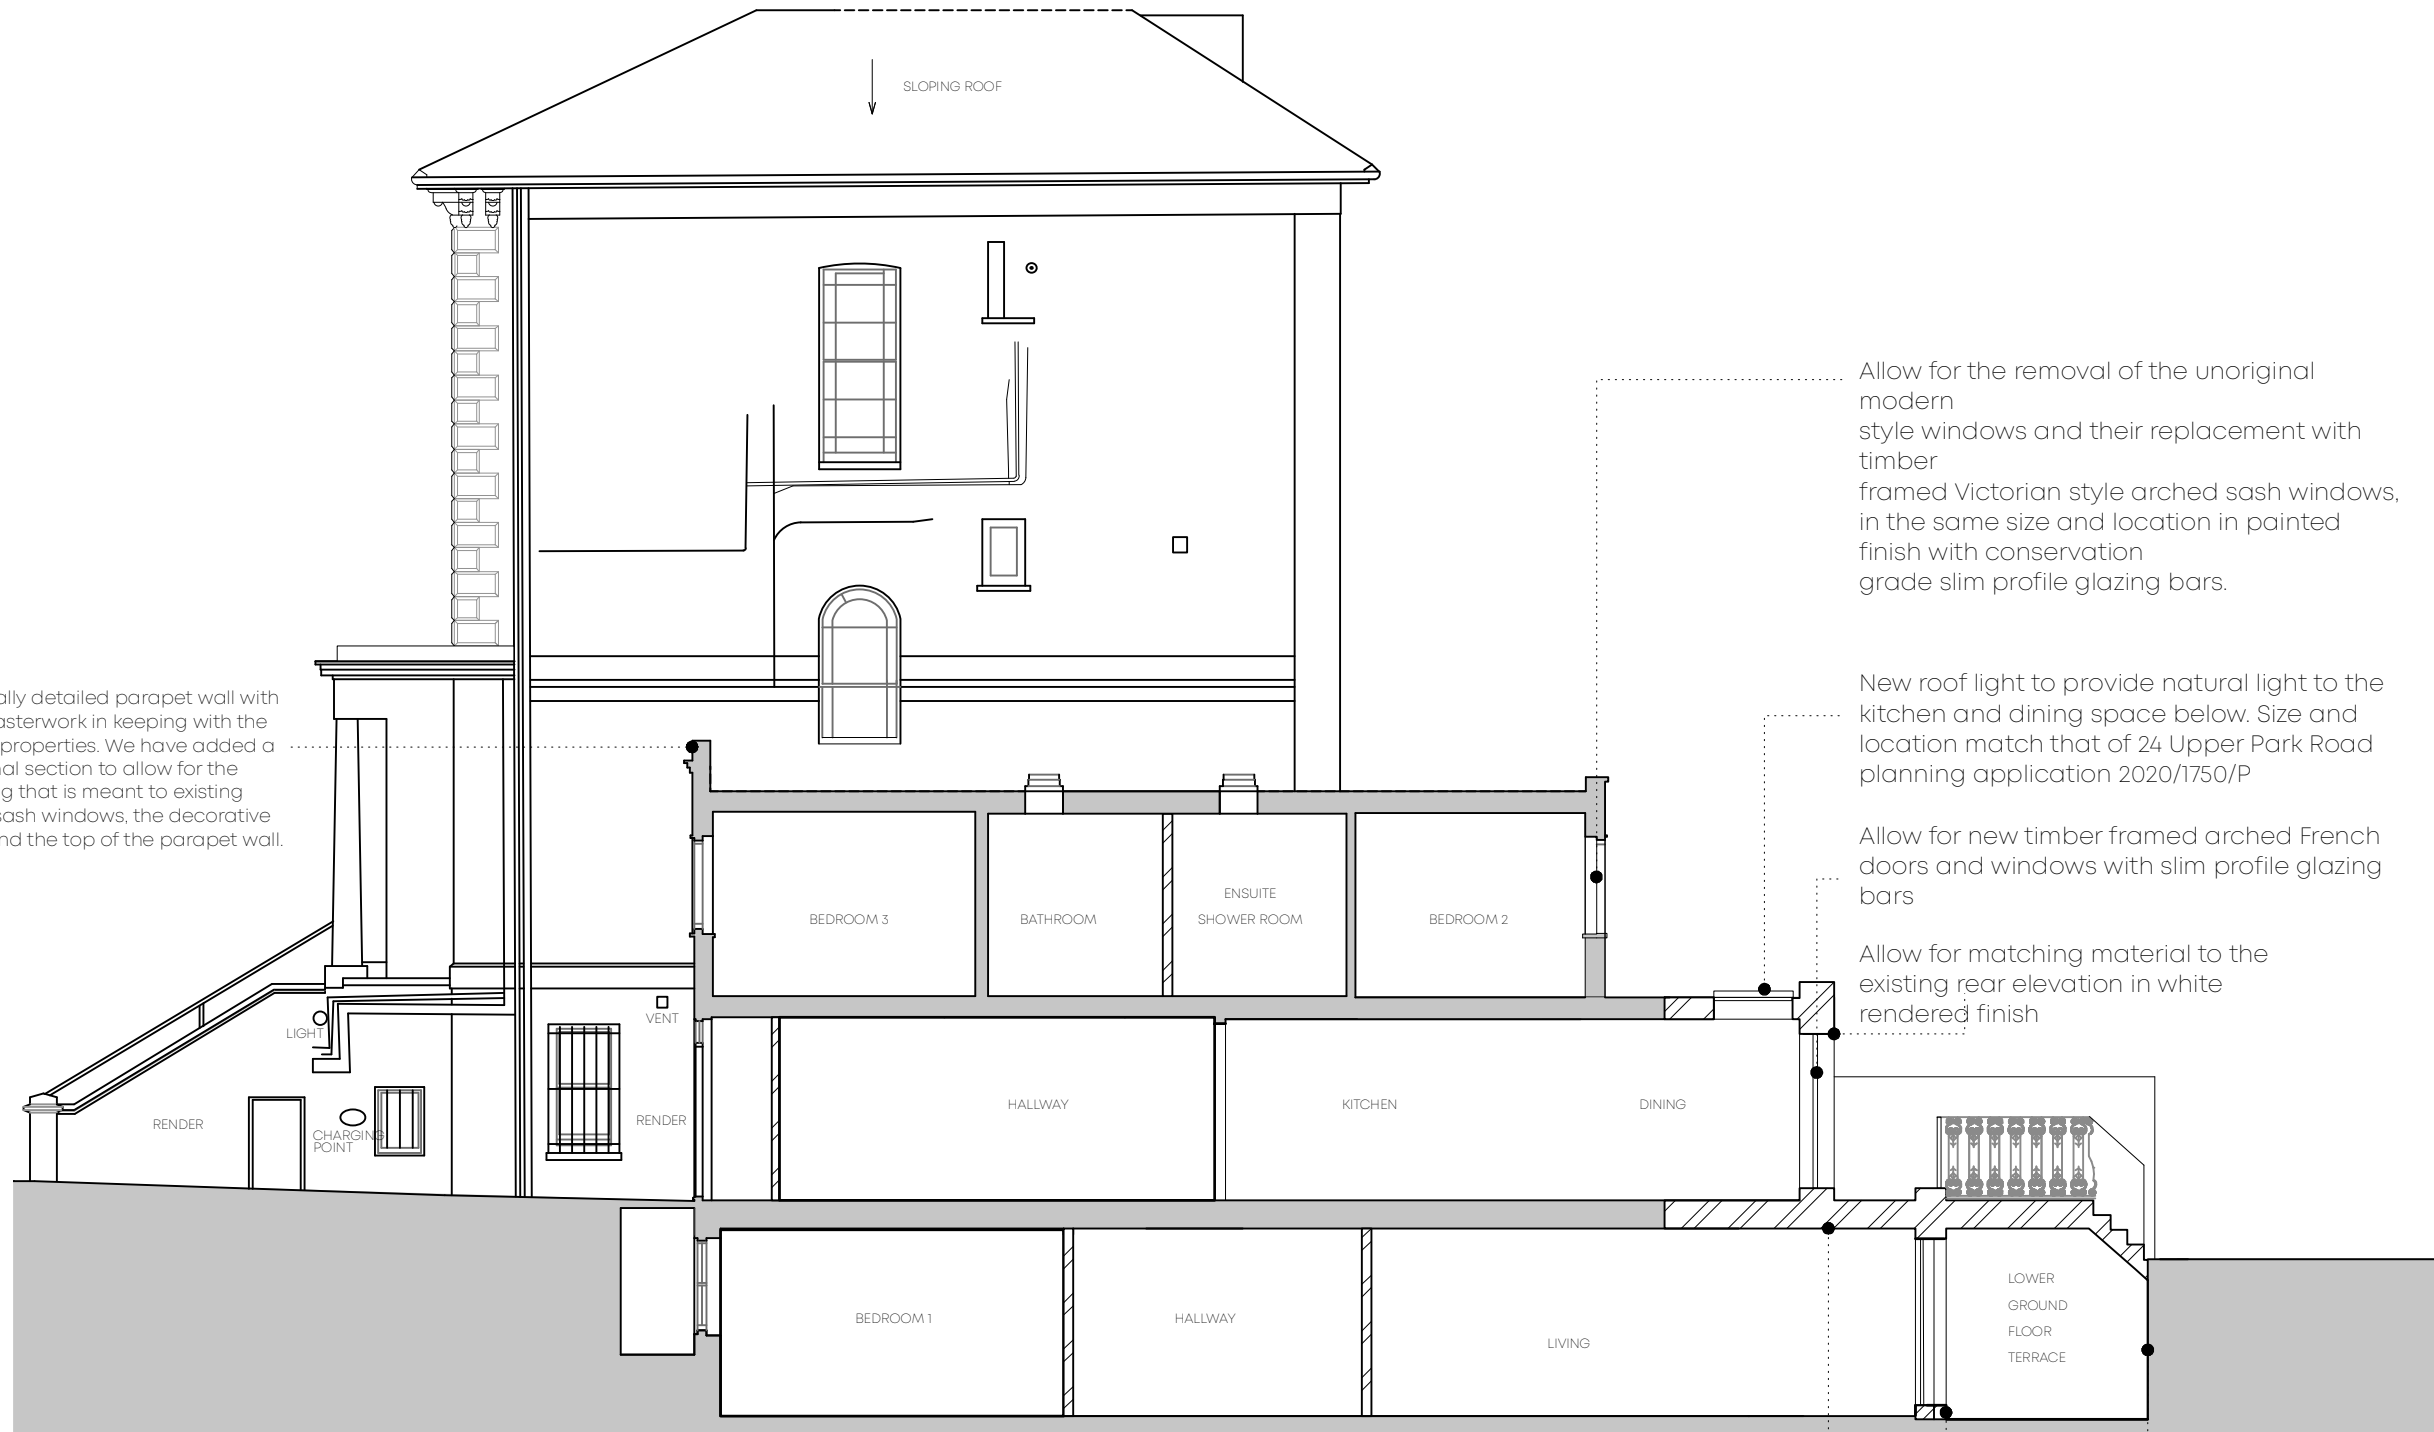 SLOPING ROOF
Allow for the removal of the unoriginal
modern
style windows and their replacement with
timber
framed Victorian style arched sash windows,
in the same size and location in painted
finish with conservation
grade slim profile glazing bars.
New roof light to provide natural light to the
kitchen and dining space below. Size and
location match that of 24 Upper Park Road
planning application 2020/1750/P
Allow for new timber framed arched French
doors and windows with slim profile glazing
bars
Allow for matching material to the
existing rear elevation in white
rendered finish
detailed parapet wall with
in keeping with the
properties. We have added a
section to allow for the
that is meant to existing
sash windows, the decorative
the top of the parapet wall.
BEDROOM 3
BATHROOM
ENSUITE
SHOWER ROOM
BEDROOM 2
LIGHT
VENT
RENDER
CHARGING
POINT
RENDER
HALLWAY
KITCHEN
DINING
BEDROOM 1
HALLWAY
LIVING
LOWER
GROUND
FLOOR
TERRACE